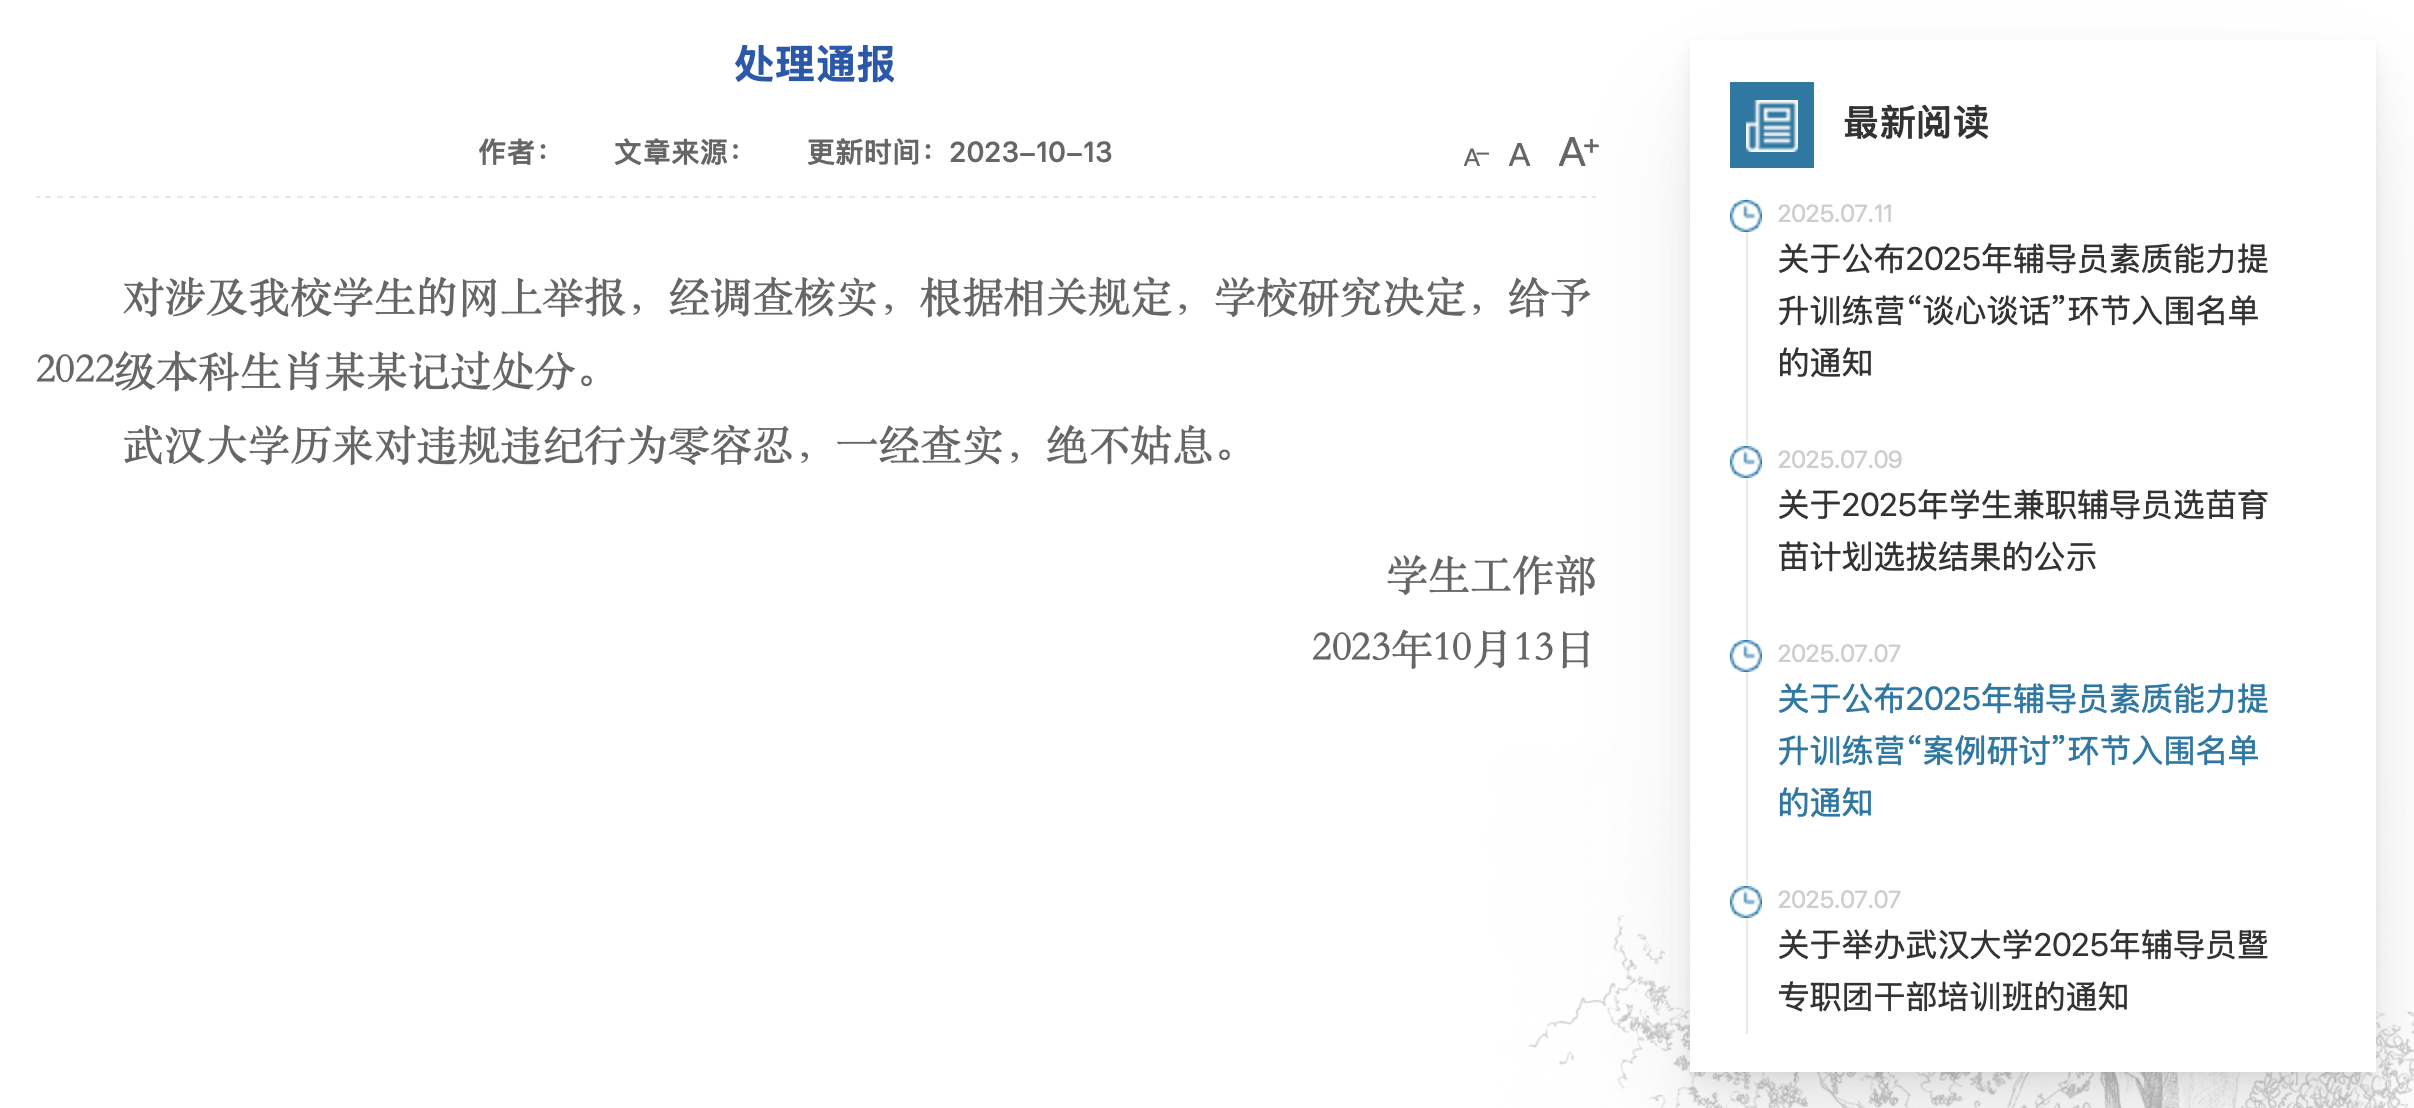 处理通报
作者： 文章来源： 更新时间：2023-10-13 A- A A+
对涉及我校学生的网上举报，经调查核实，根据相关规定，学校研究决定，给予
2022级本科生肖某某记过处分。
武汉大学历来对违规违纪行为零容忍，一经查实，绝不姑息。
学生工作部
2023年10月13日
最新阅读
2025.07.11
关于公布2025年辅导员素质能力提
升训练营“谈心谈话”环节入围名单
的通知
2025.07.09
关于2025年学生兼职辅导员选苗育
苗计划选拔结果的公示
2025.07.07
关于公布2025年辅导员素质能力提
升训练营“案例研讨”环节入围名单
的通知
2025.07.07
关于举办武汉大学2025年辅导员暨
专职团干部培训班的通知